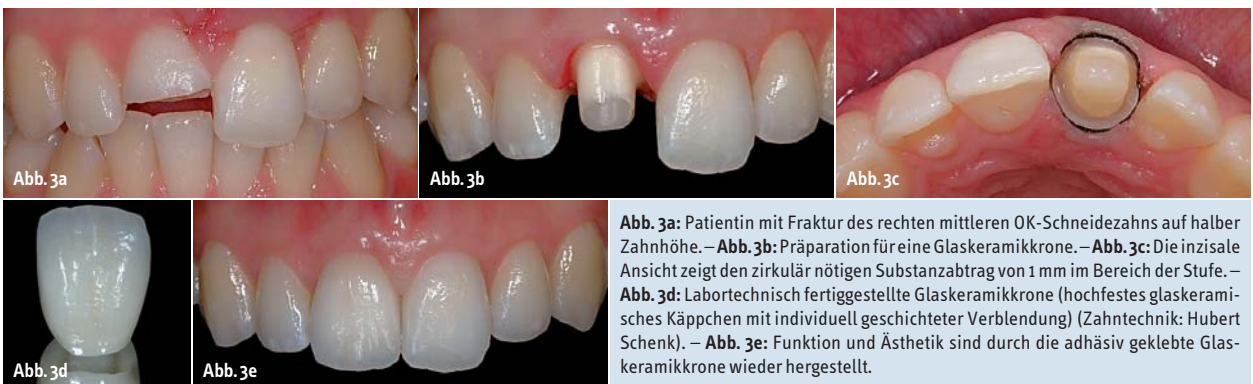 Abb. 3a
Abb. 3b
Abb. 3c
Abb. 3d
Abb. 3e
Abb. 3a: Patientin mit Fraktur des rechten mittleren OK-Schneidezahns auf halber
Zahnhöhe. – Abb. 3b: Präparation für eine Glaskeramikkrone. – Abb. 3c: Die inzisale
Ansicht zeigt den zirkulär nötigen Substanzabtrag von 1 mm im Bereich der Stufe. –
Abb. 3d: Labortechnisch fertiggestellte Glaskeramikkrone (hochfestes glaskerami-
sches Käppchen mit individuell geschichteter Verblendung) (Zahntechnik: Hubert
Schenk). – Abb. 3e: Funktion und Ästhetik sind durch die adhäsiv geklebte Glas-
keramikkrone wieder hergestellt.